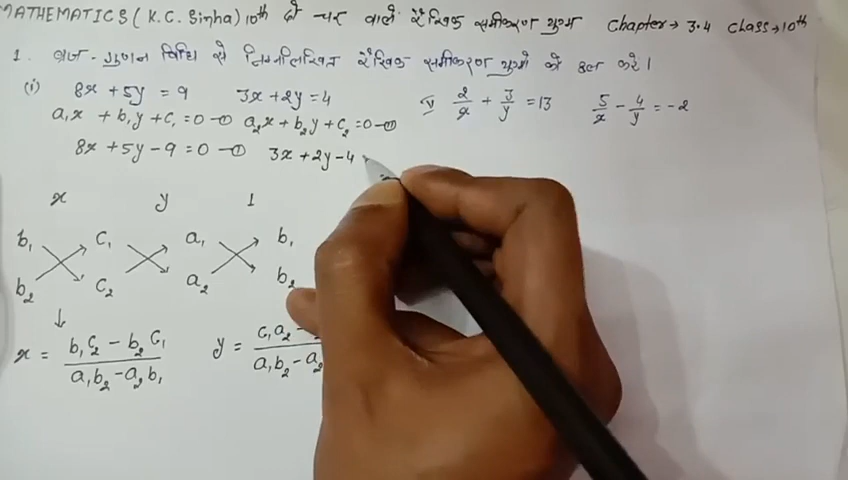 MATHEMATICS (K.C. Sinha) 10th दो चर वाले रैखिक समीकरण युग्म Chapter → 3.4 Class → 10th
1. वज्र-गुणन विधि से निम्नलिखित रैखिक समीकरण युग्मो को हल करे।
(i) 8x + 5y = 9 3x + 2y = 4 v 2/x + 3/y = 13 5/x - 4/y = -2
a₁x + b₁y + c₁ = 0 - ① a₂x + b₂y + c₂ = 0 - ⑪
8x + 5y - 9 = 0 - ① 3x + 2y - 4
x y 1
b₁ c₁ a₁ b₁
b₂ c₂ a₂ b₂
x = b₁c₂ - b₂c₁ / a₁b₂ - a₂b₁ y = c₁a₂ - / a₁b₂ - a₂